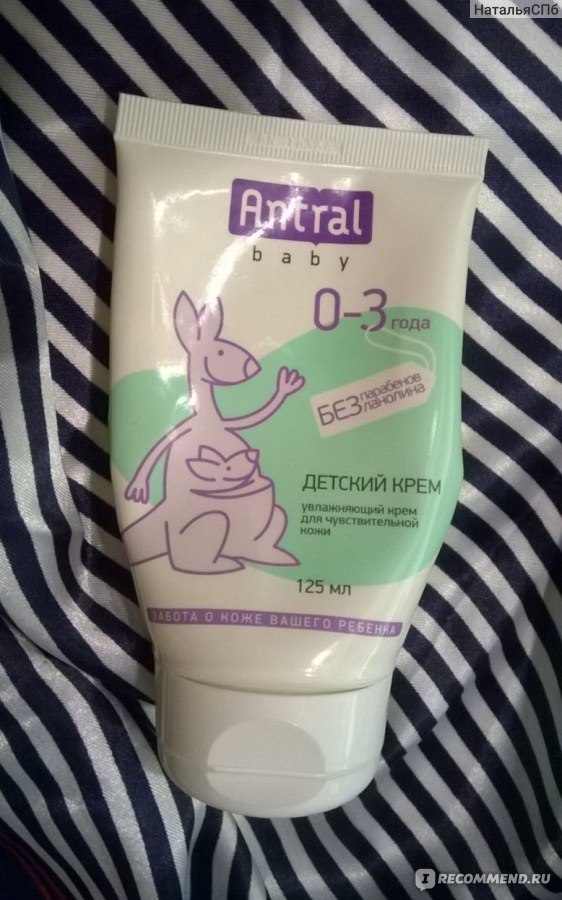 НатальяСПб
Antral
baby
0-3 года
БЕЗ парабенов
ланолина
ДЕТСКИЙ КРЕМ
увлажняющий крем
для чувствительной
кожи
125 мл
ЗАБОТА О КОЖЕ ВАШЕГО РЕБЕНКА
IRECOMMEND.RU